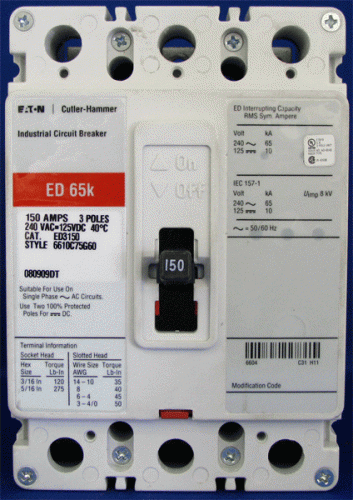 EATON | Cutler-Hammer
Industrial Circuit Breaker
ED 65k
150 AMPS 3 POLES
240 VAC=125VDC 40°C
CAT. ED3150
STYLE 6610C75G60
080909DT
Suitable For Use On
Single Phase ~ AC Circuits.
Use Two 100% Protected
Poles For ⎓ DC.
Terminal Information
Socket Head Slotted Head
Hex Torque Wire Size Torque
Size Lb-In AWG Lb-In
3/16 In 120 14-10 35
5/16 In 275 8 40
6-4 45
3-4/0 50
△ On
▽ OFF
150
ED Interrupting Capacity
RMS Sym. Ampere
Volt kA
240 ~ 65
125 ⎓ 10
IEC 157-1
Volt kA Uimp 8 kV
240 ~ 65
125 ⎓ 10
~ = 50/60 Hz
6634 C01 H11
Modification Code